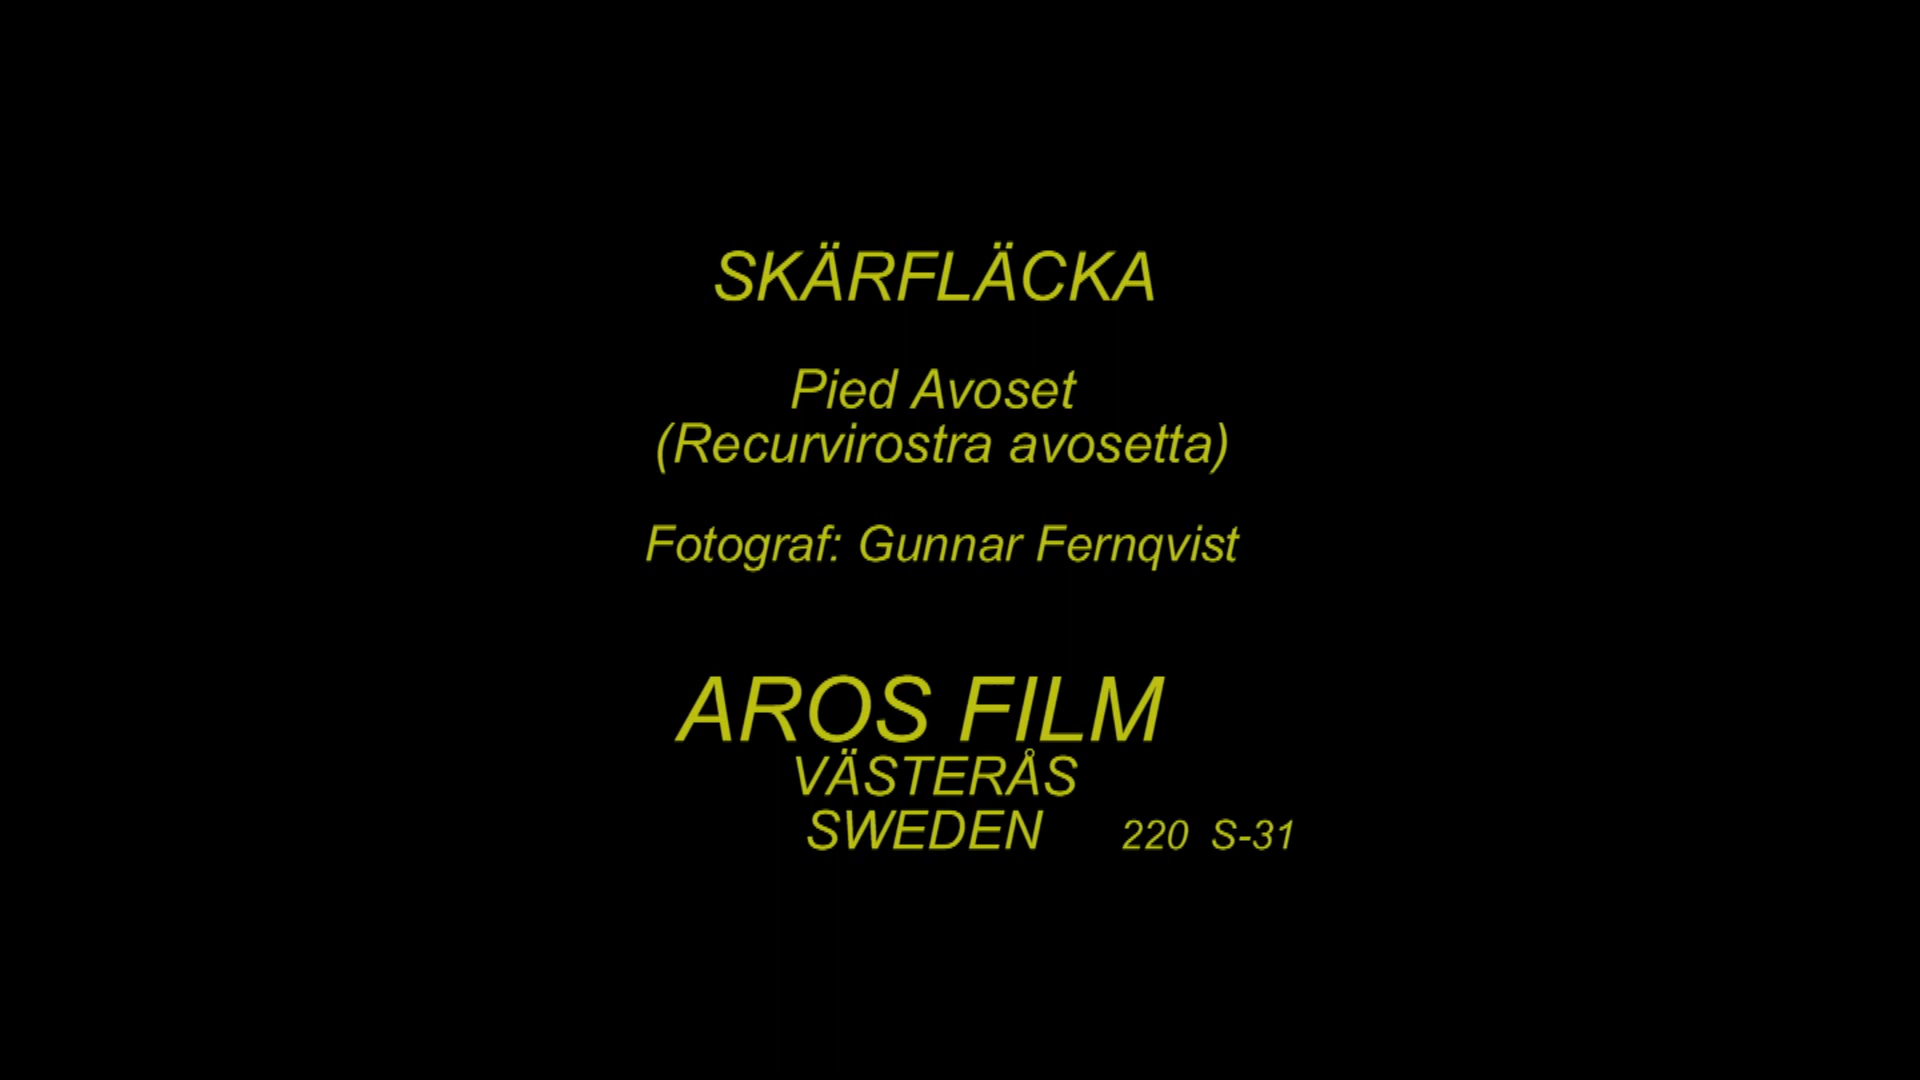 SKÄRFLÄCKA
Pied Avoset
(Recurvirostra avosetta)
Fotograf: Gunnar Fernqvist
AROS FILM
VÄSTERÅS
SWEDEN 220 S-31